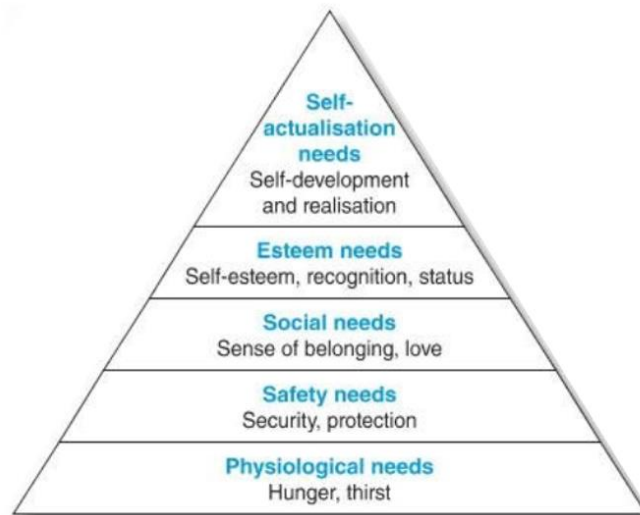 Self-
actualisation
needs
Self-development
and realisation
Esteem needs
Self-esteem, recognition, status
Social needs
Sense of belonging, love
Safety needs
Security, protection
Physiological needs
Hunger, thirst